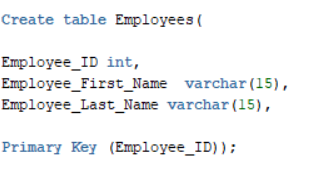 Create table Employees(
Employee_ID int,
Employee_First_Name  varchar(15),
Employee_Last_Name varchar(15),
Primary Key (Employee_ID));